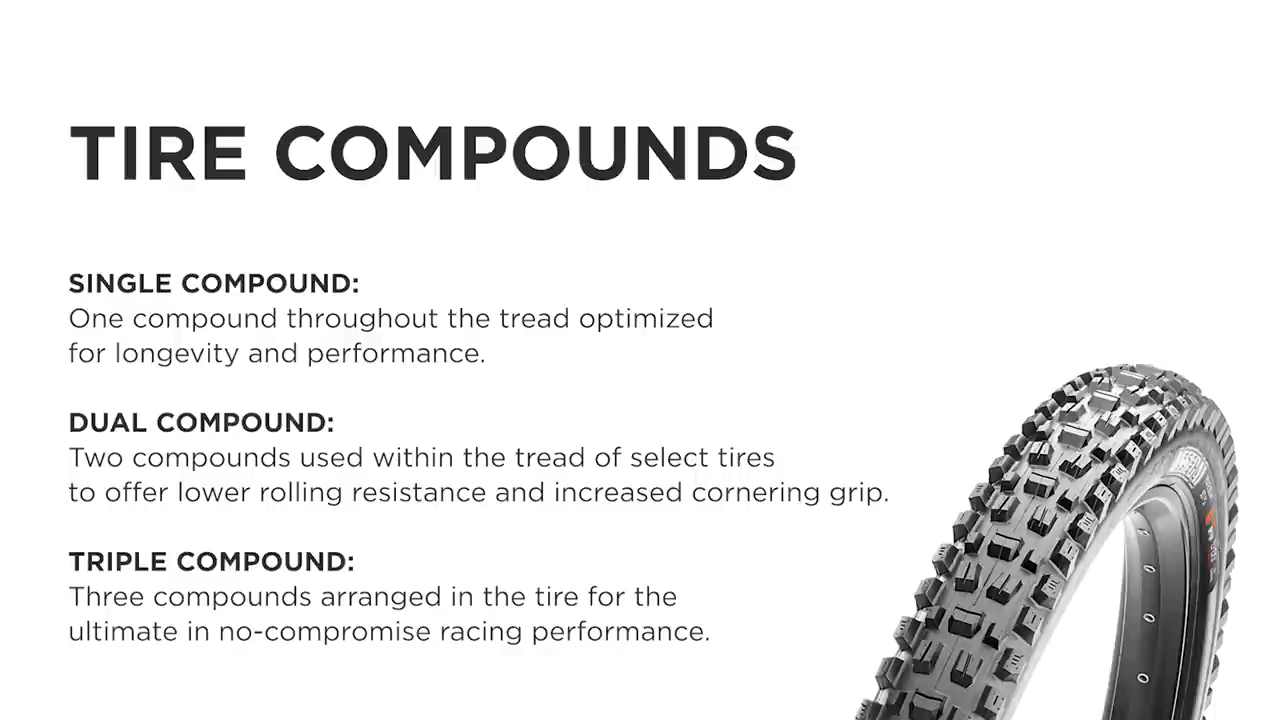 TIRE COMPOUNDS
SINGLE COMPOUND:
One compound throughout the tread optimized
for longevity and performance.
DUAL COMPOUND:
Two compounds used within the tread of select tires
to offer lower rolling resistance and increased cornering grip.
TRIPLE COMPOUND:
Three compounds arranged in the tire for the
ultimate in no-compromise racing performance.